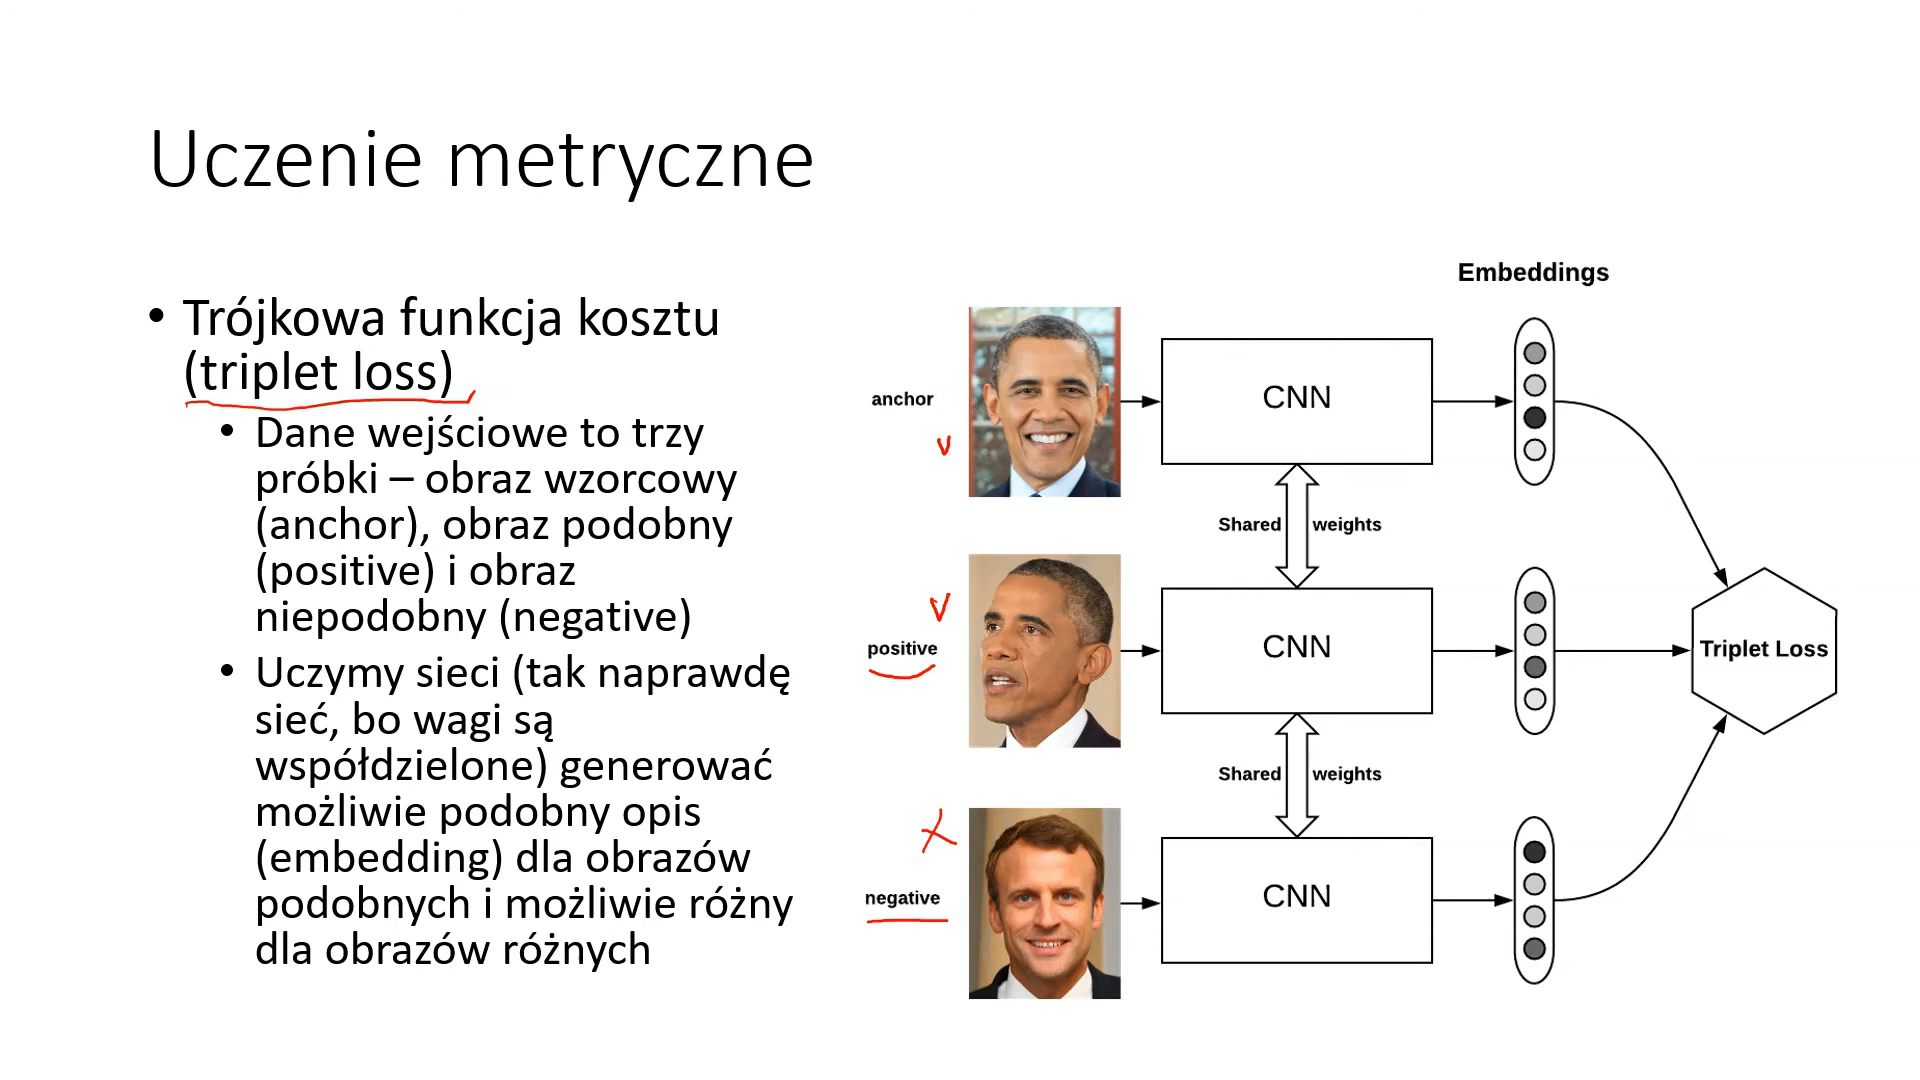 Uczenie metryczne
• Trójkowa funkcja kosztu
(triplet loss)
• Dane wejściowe to trzy
próbki – obraz wzorcowy
(anchor), obraz podobny
(positive) i obraz
niepodobny (negative)
• Uczymy sieci (tak naprawdę
sieć, bo wagi są
współdzielone) generować
możliwie podobny opis
(embedding) dla obrazów
podobnych i możliwie różny
dla obrazów różnych
Embeddings
anchor
CNN
Shared weights
positive
CNN
Triplet Loss
Shared weights
negative
CNN